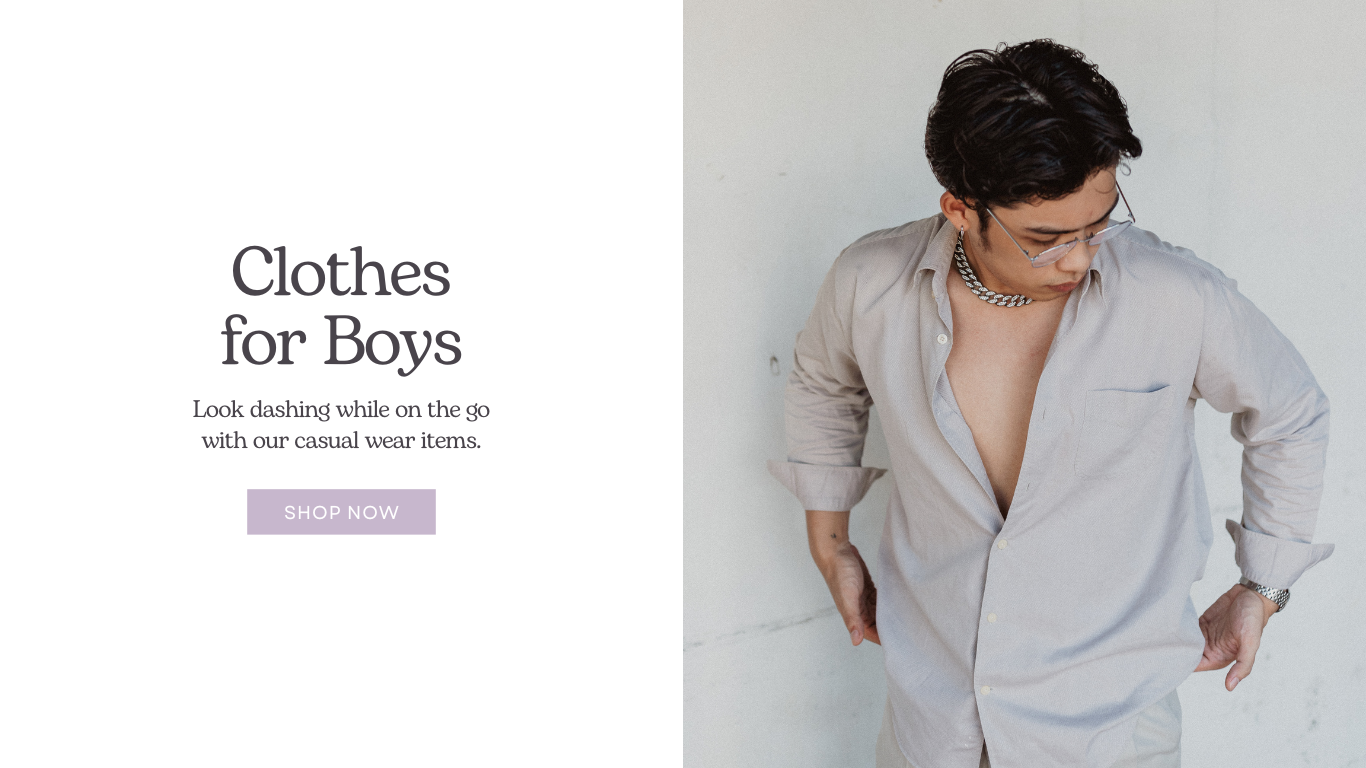 Clothes
for Boys
Look dashing while on the go
with our casual wear items.
SHOP NOW